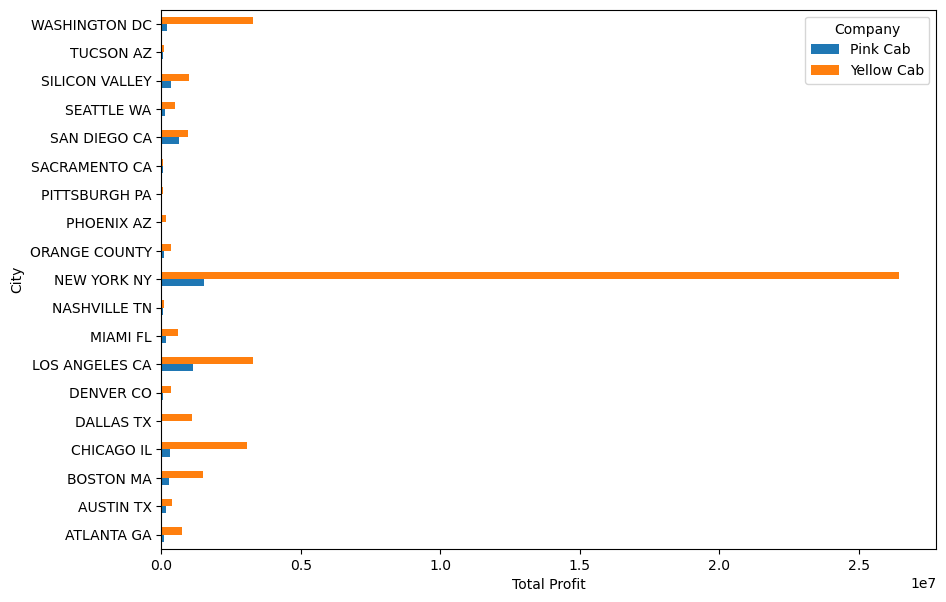 WASHINGTON DC
TUCSON AZ
SILICON VALLEY
SEATTLE WA
SAN DIEGO CA
SACRAMENTO CA
PITTSBURGH PA
PHOENIX AZ
ORANGE COUNTY
NEW YORK NY
NASHVILLE TN
MIAMI FL
LOS ANGELES CA
DENVER CO
DALLAS TX
CHICAGO IL
BOSTON MA
AUSTIN TX
ATLANTA GA
City
Company
Pink Cab
Yellow Cab
0.0 0.5 1.0 1.5 2.0 2.5
1e7
Total Profit